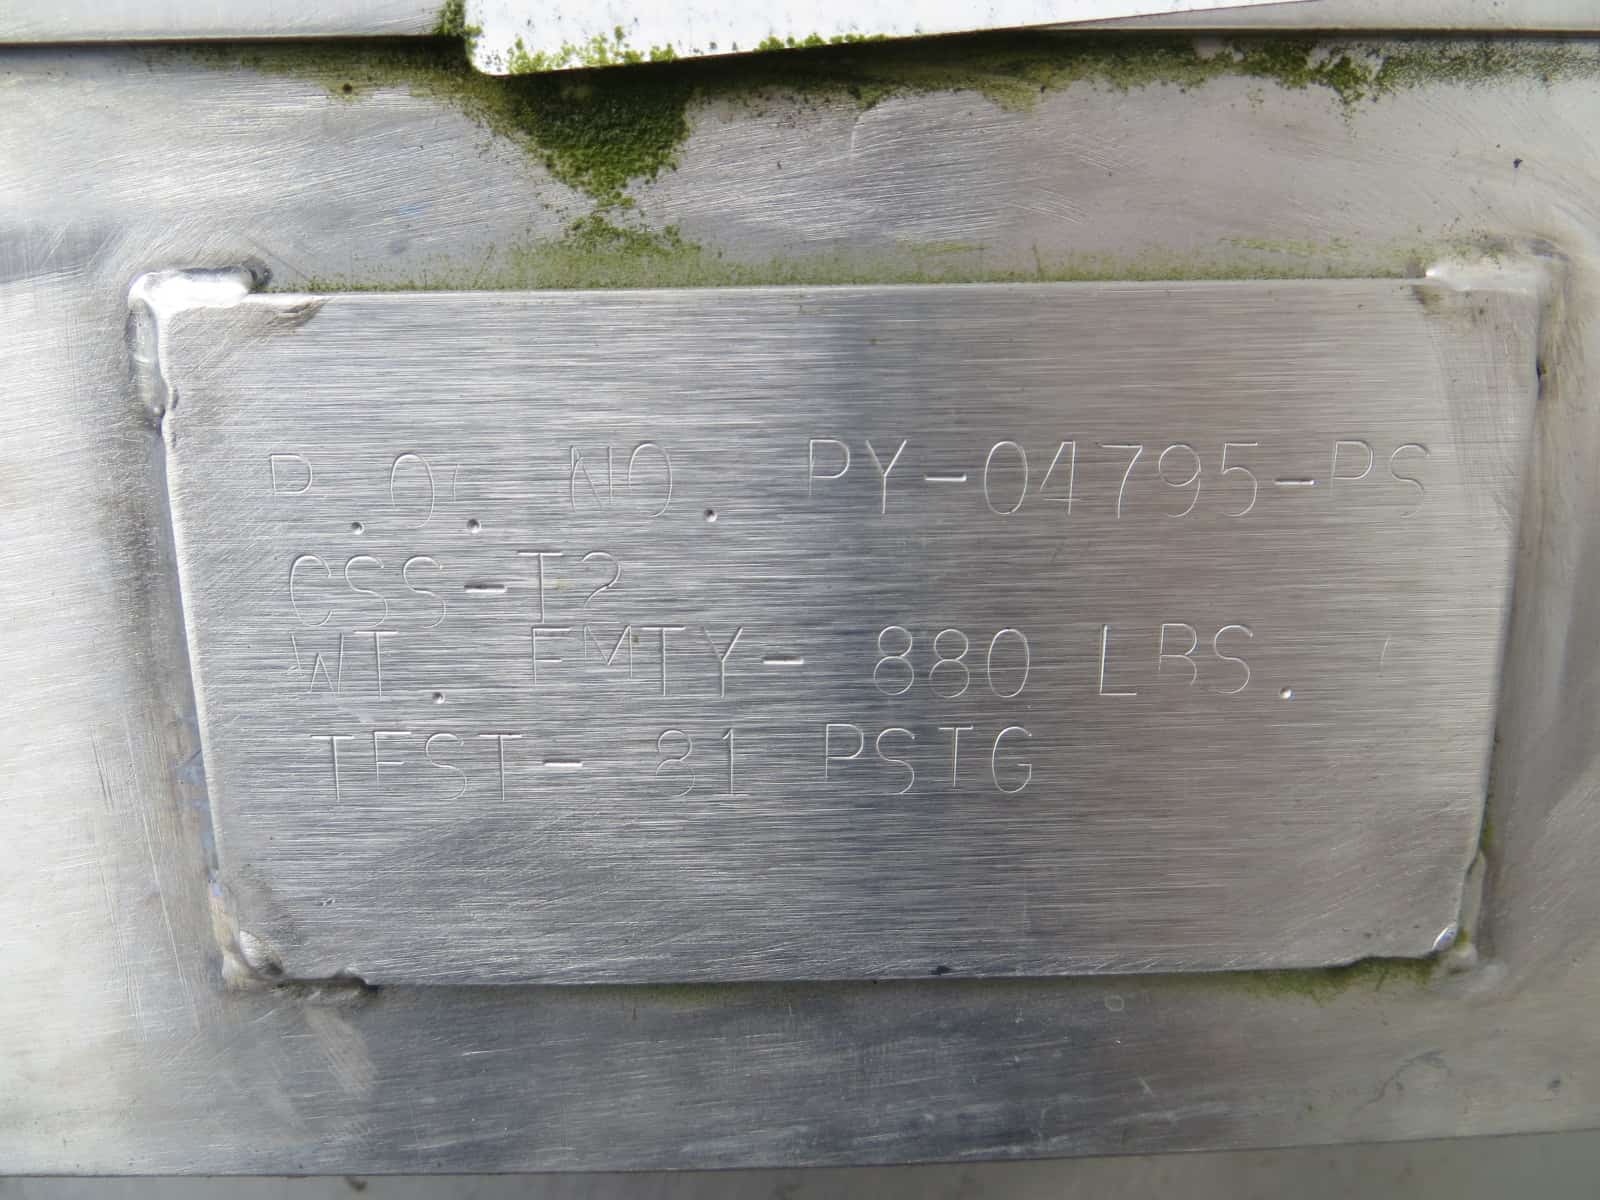 P.O. NO. PY-04795-PS
CSS-T2
WT. EMTY- 880 LBS.
TEST- 81 PSIG